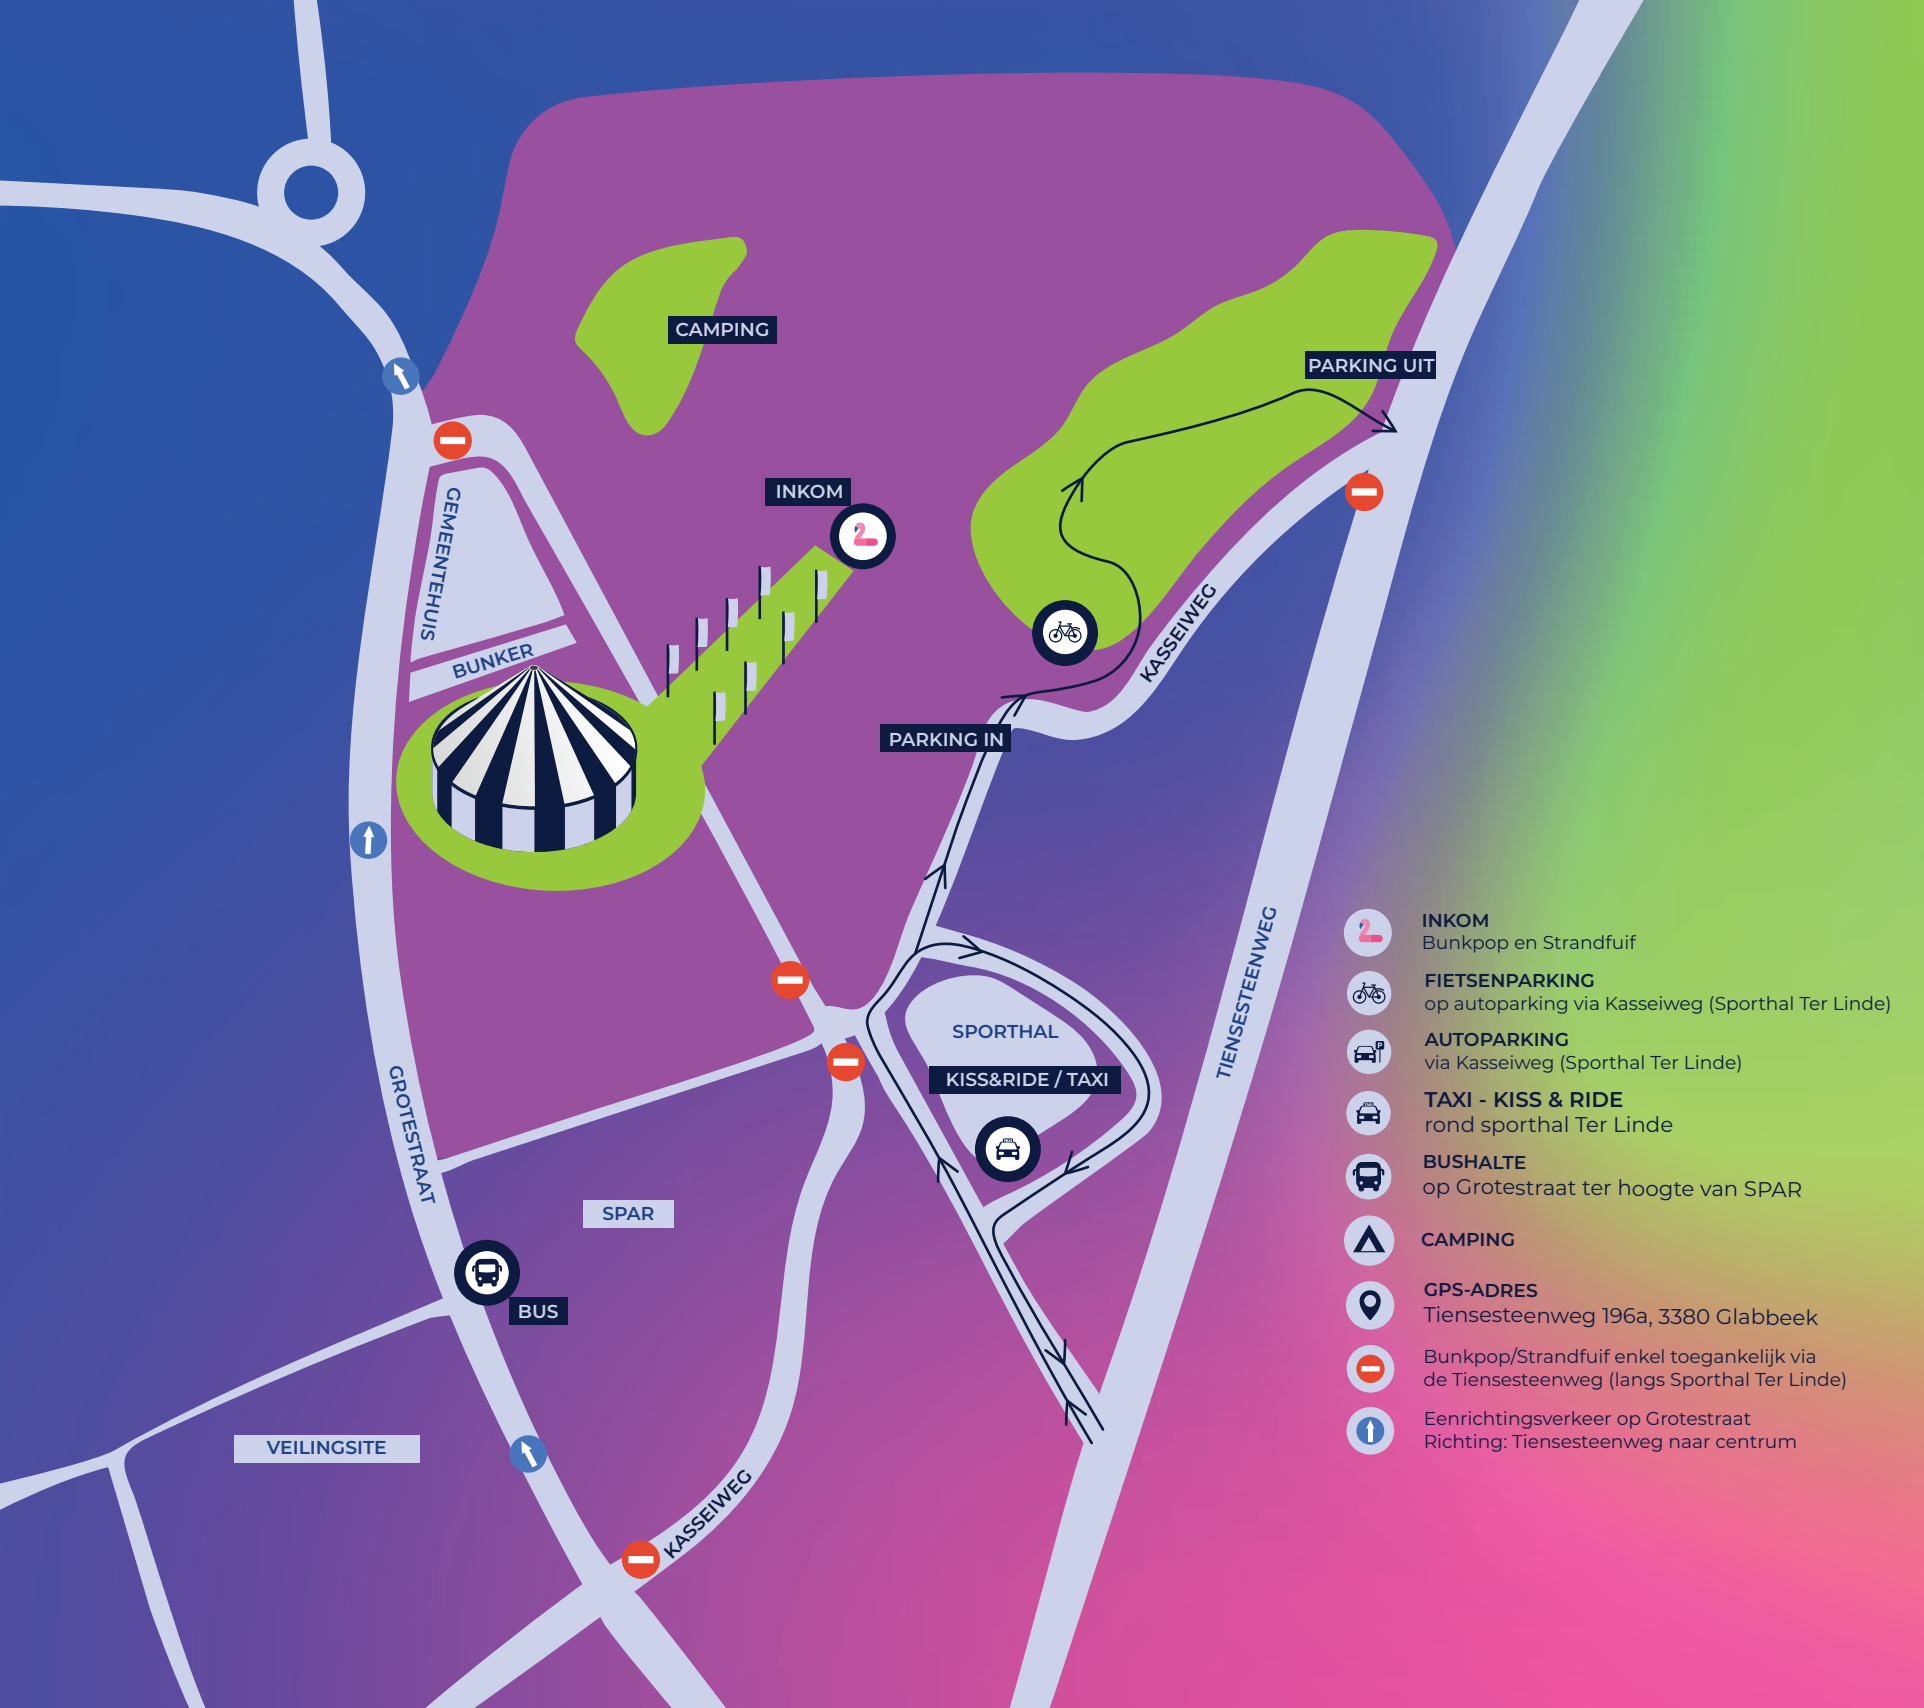 CAMPING
PARKING UIT
INKOM
GEMEENTEHUIS
BUNKER
KASSEIWEG
PARKING IN
TIENSESTEENWEG
SPORTHAL
KISS&RIDE / TAXI
TAXI
GROTESTRAAT
SPAR
BUS
VEILINGSITE
KASSEIWEG
INKOM
Bunkpop en Strandfuif
FIETSENPARKING
op autoparking via Kasseiweg (Sporthal Ter Linde)
P
AUTOPARKING
via Kasseiweg (Sporthal Ter Linde)
TAXI
TAXI - KISS & RIDE
rond sporthal Ter Linde
BUSHALTE
op Grotestraat ter hoogte van SPAR
CAMPING
GPS-ADRES
Tiensesteenweg 196a, 3380 Glabbeek
Bunkpop/Strandfuif enkel toegankelijk via
de Tiensesteenweg (langs Sporthal Ter Linde)
Eenrichtingsverkeer op Grotestraat
Richting: Tiensesteenweg naar centrum